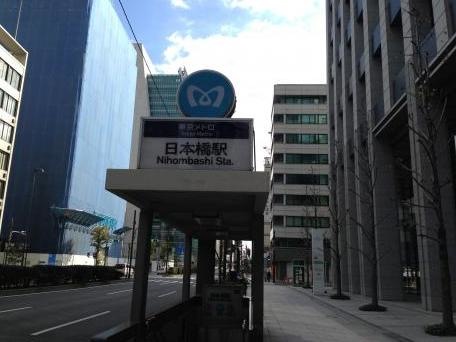 東京メトロ
Tokyo Metro
日本橋駅
Nihombashi Sta.